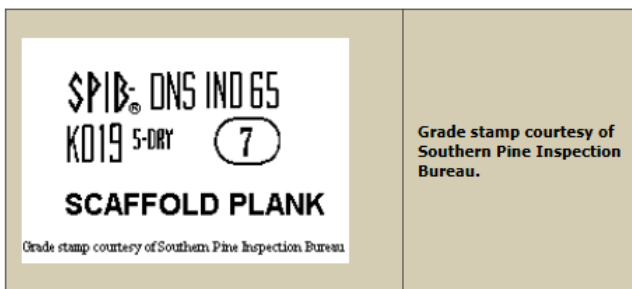 SPIB® DNS IND 65
KD19 S-DRY 7
SCAFFOLD PLANK
Grade stamp courtesy of Southern Pine Inspection Bureau
Grade stamp courtesy of
Southern Pine Inspection
Bureau.